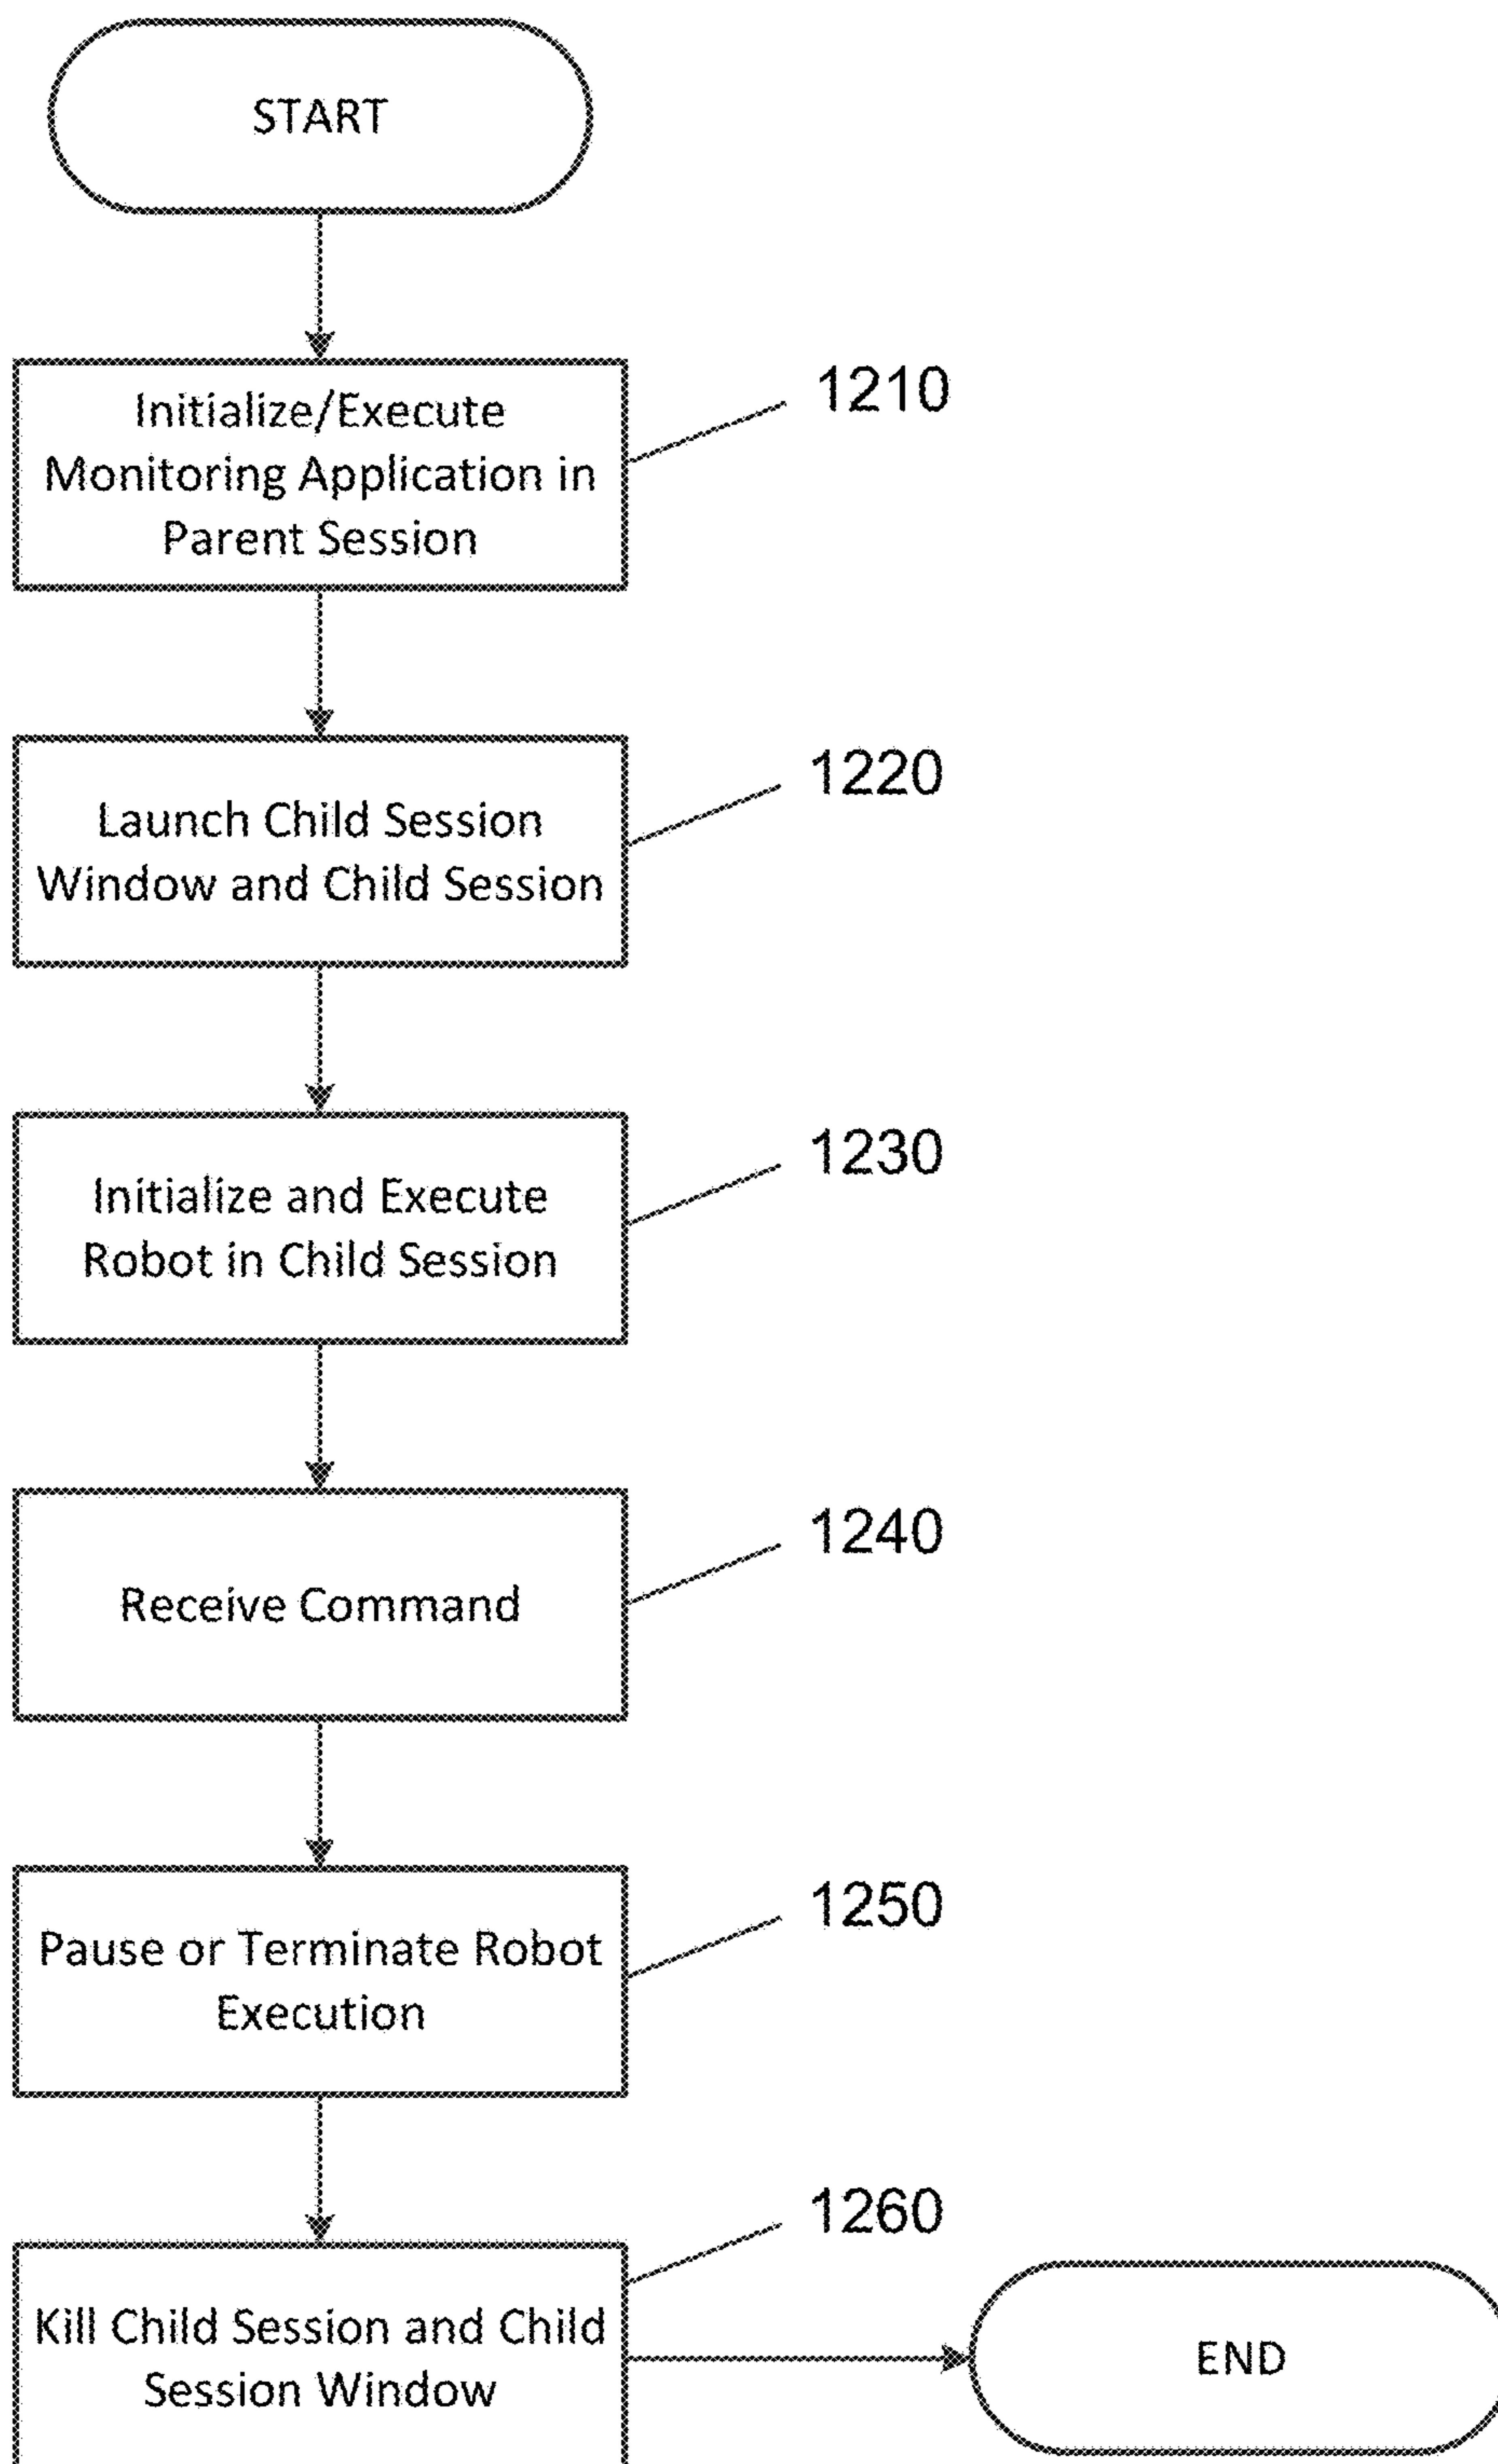 START
Initialize/Execute
Monitoring Application in
Parent Session
1210
Launch Child Session
Window and Child Session
1220
Initialize and Execute
Robot in Child Session
1230
Receive Command
1240
Pause or Terminate Robot
Execution
1250
Kill Child Session and Child
Session Window
1260
END